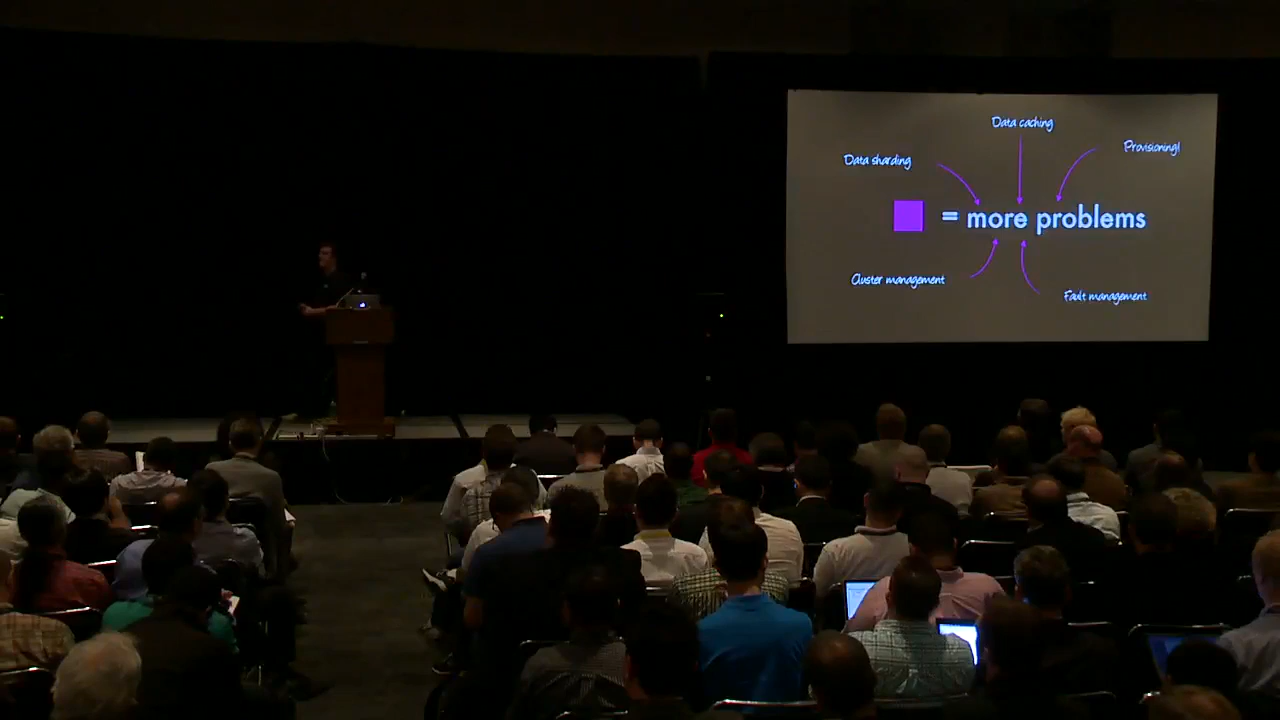 Data caching
Provisioning!
Data sharding
= more problems
Cluster management
Fault management